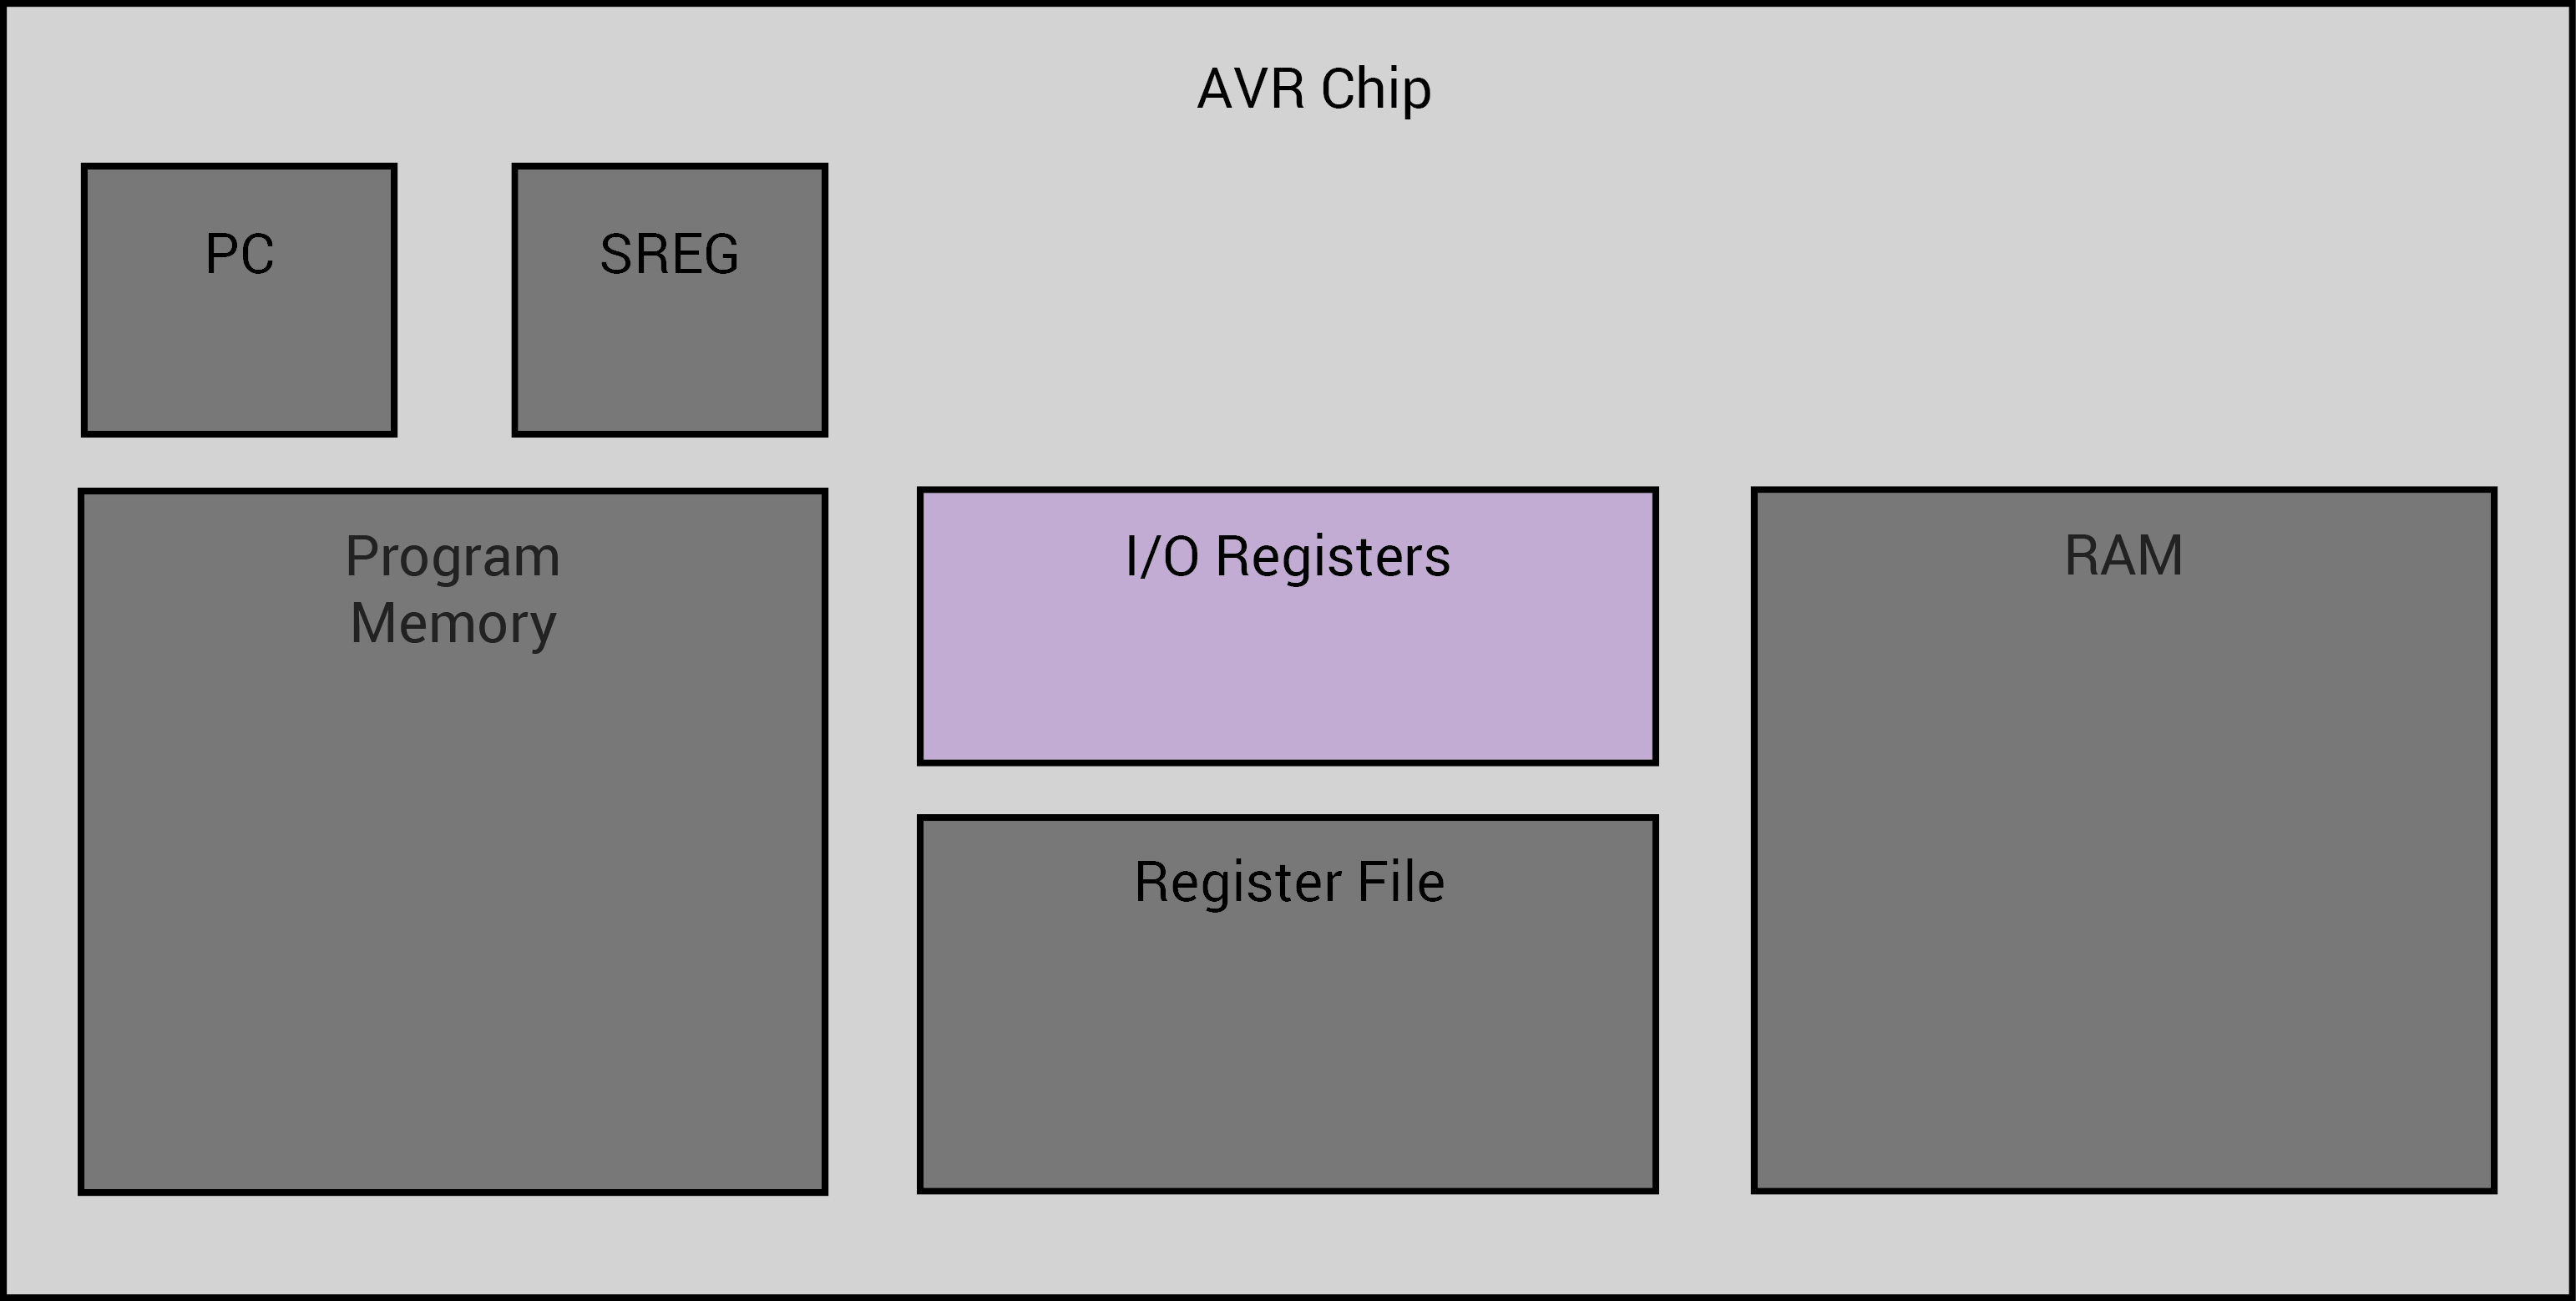 AVR Chip
PC
SREG
Program
Memory
I/O Registers
RAM
Register File